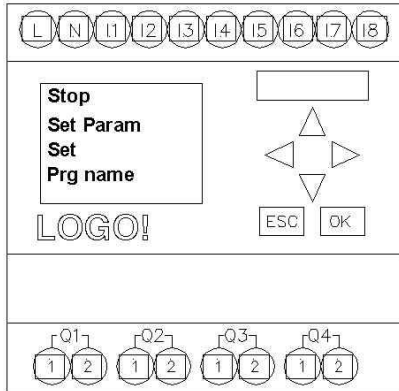 L N I1 I2 I3 I4 I5 I6 I7 I8
Stop
Set Param
Set
Prg name
LOGO!
ESC OK
Q1 Q2 Q3 Q4
1 2 1 2 1 2 1 2